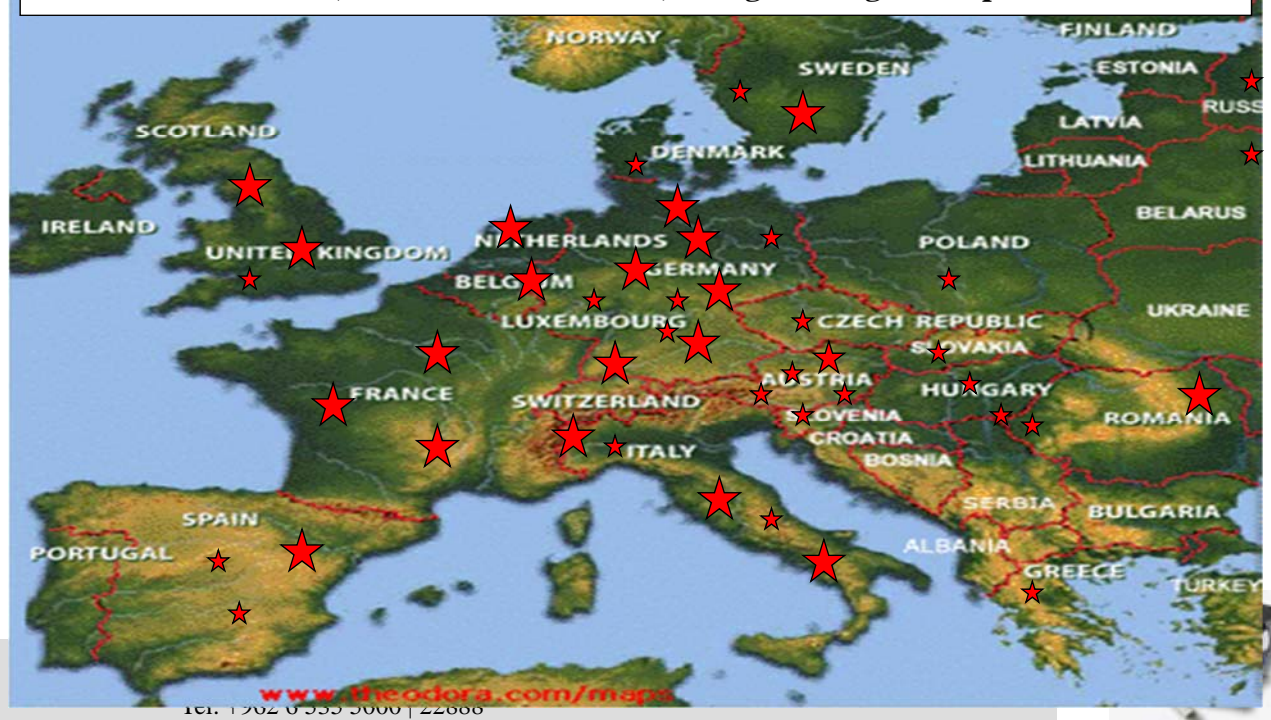 NORWAY
FINLAND
SWEDEN
ESTONIA
RUSS
SCOTLAND
LATVIA
DENMARK
LITHUANIA
IRELAND
BELARUS
UNITED KINGDOM
NETHERLANDS
POLAND
BELGIUM
GERMANY
UKRAINE
LUXEMBOURG
CZECH REPUBLIC
SLOVAKIA
FRANCE
AUSTRIA
HUNGARY
SWITZERLAND
SLOVENIA
ROMANIA
CROATIA
ITALY
BOSNIA
SERBIA
BULGARIA
SPAIN
PORTUGAL
ALBANIA
GREECE
TURKEY
www.theodora.com/maps